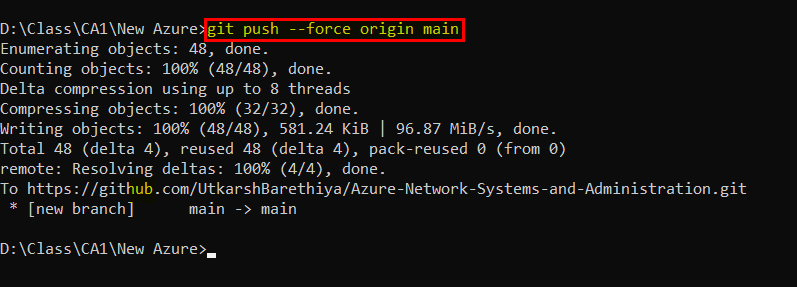 D:\Class\CA1\New Azure>git push --force origin main
Enumerating objects: 48, done.
Counting objects: 100% (48/48), done.
Delta compression using up to 8 threads
Compressing objects: 100% (32/32), done.
Writing objects: 100% (48/48), 581.24 KiB | 96.87 MiB/s, done.
Total 48 (delta 4), reused 48 (delta 4), pack-reused 0 (from 0)
remote: Resolving deltas: 100% (4/4), done.
To https://github.com/UtkarshBarethiya/Azure-Network-Systems-and-Administration.git
 * [new branch]      main -> main
D:\Class\CA1\New Azure>